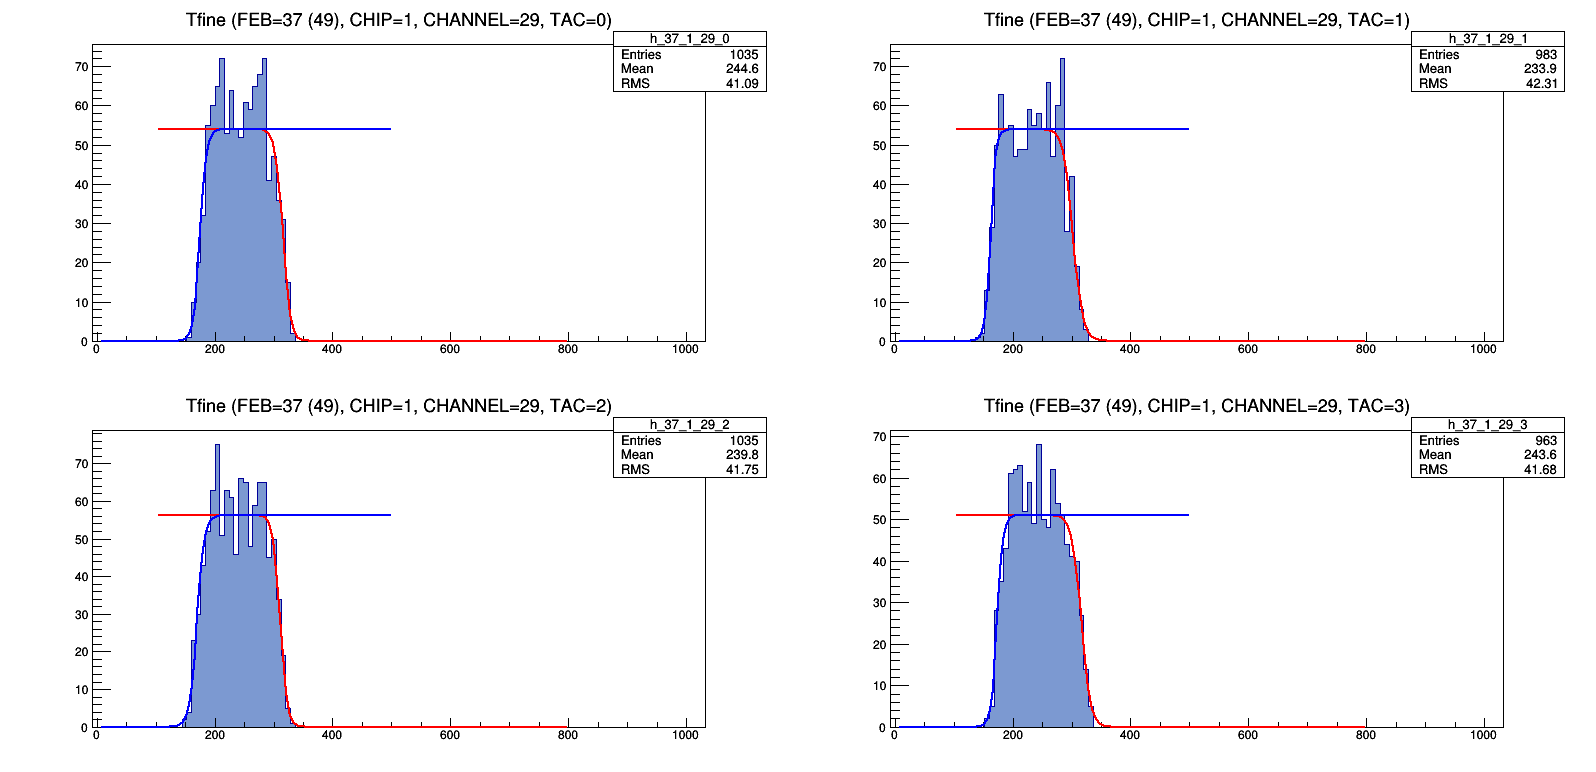 Tfine (FEB=37 (49), CHIP=1, CHANNEL=29, TAC=0)
h_37_1_29_0
Entries 1035
Mean 244.6
RMS 41.09
70
60
50
40
30
20
10
0
0 200 400 600 800 1000
Tfine (FEB=37 (49), CHIP=1, CHANNEL=29, TAC=1)
h_37_1_29_1
Entries 983
Mean 233.9
RMS 42.31
70
60
50
40
30
20
10
0
0 200 400 600 800 1000
Tfine (FEB=37 (49), CHIP=1, CHANNEL=29, TAC=2)
h_37_1_29_2
Entries 1035
Mean 239.8
RMS 41.75
70
60
50
40
30
20
10
0
0 200 400 600 800 1000
Tfine (FEB=37 (49), CHIP=1, CHANNEL=29, TAC=3)
h_37_1_29_3
Entries 963
Mean 243.6
RMS 41.68
70
60
50
40
30
20
10
0
0 200 400 600 800 1000